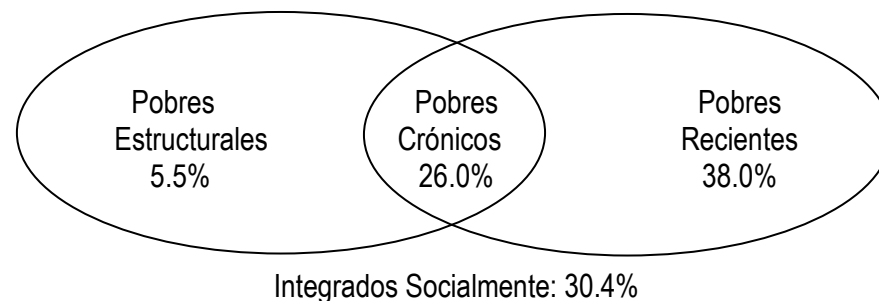 Pobres
Estructurales
5.5%
Pobres
Crónicos
26.0%
Pobres
Recientes
38.0%
Integrados Socialmente: 30.4%